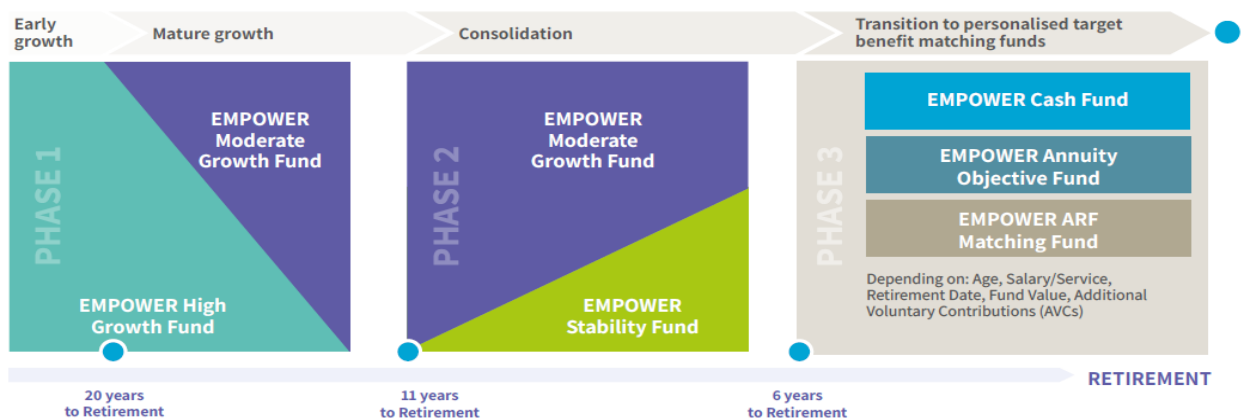 Early
growth
Mature growth
Consolidation
Transition to personalised target
benefit matching funds
PHASE 1
EMPOWER
Moderate
Growth Fund
EMPOWER High
Growth Fund
PHASE 2
EMPOWER
Moderate
Growth Fund
EMPOWER
Stability Fund
PHASE 3
EMPOWER Cash Fund
EMPOWER Annuity
Objective Fund
EMPOWER ARF
Matching Fund
Depending on: Age, Salary/Service,
Retirement Date, Fund Value, Additional
Voluntary Contributions (AVCs)
20 years
to Retirement
11 years
to Retirement
6 years
to Retirement
RETIREMENT